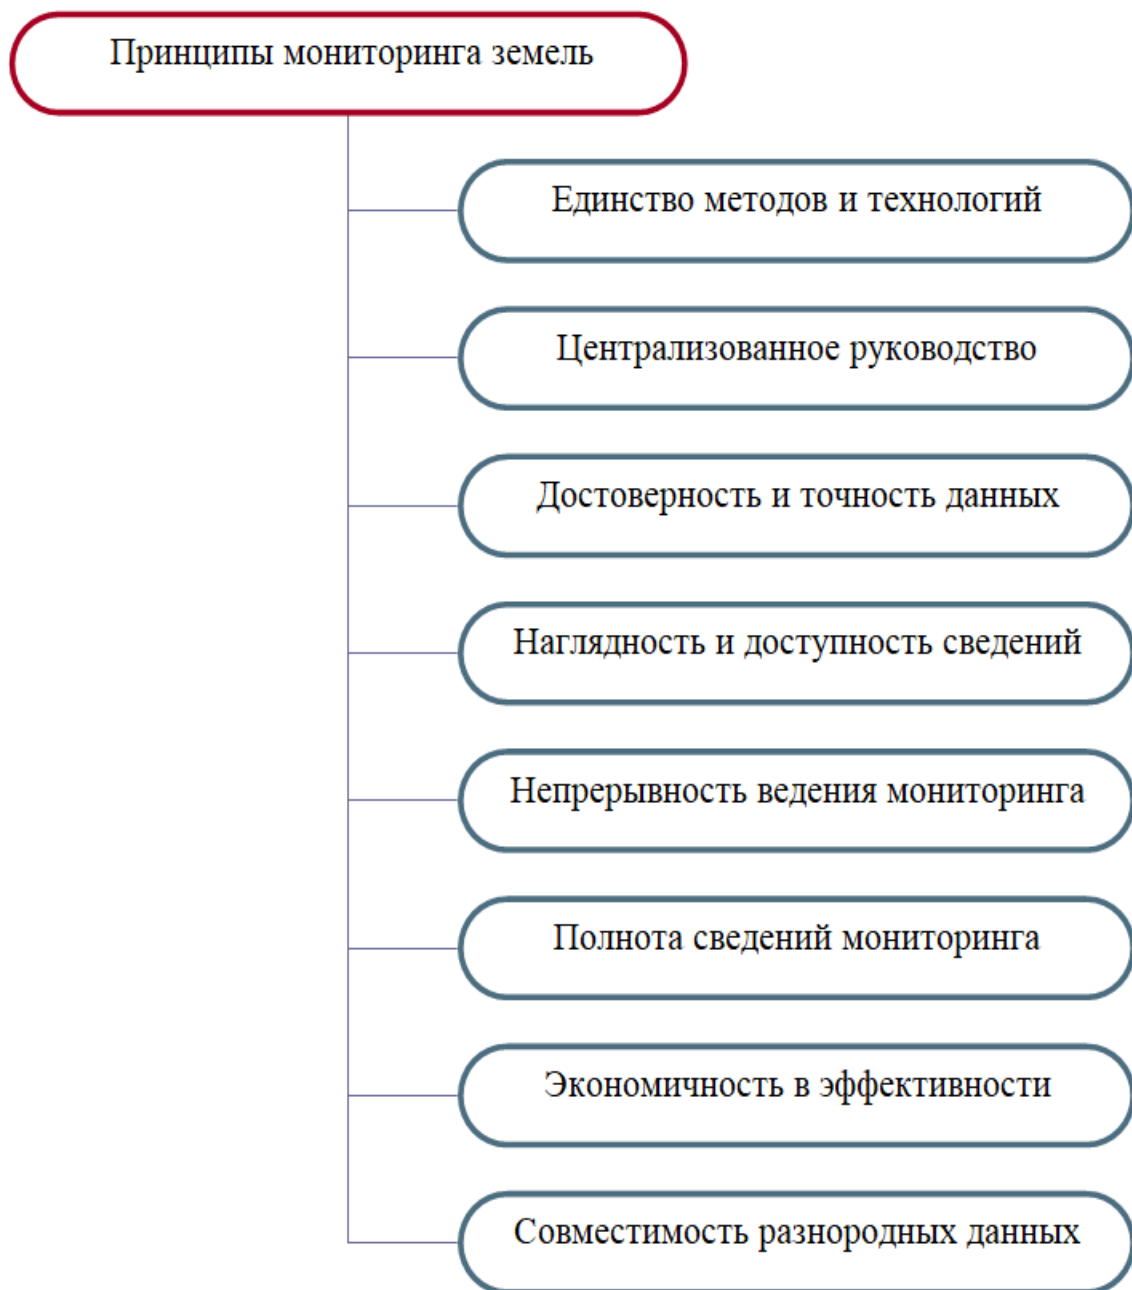 Принципы мониторинга земель
Единство методов и технологий
Централизованное руководство
Достоверность и точность данных
Наглядность и доступность сведений
Непрерывность ведения мониторинга
Полнота сведений мониторинга
Экономичность в эффективности
Совместимость разнородных данных